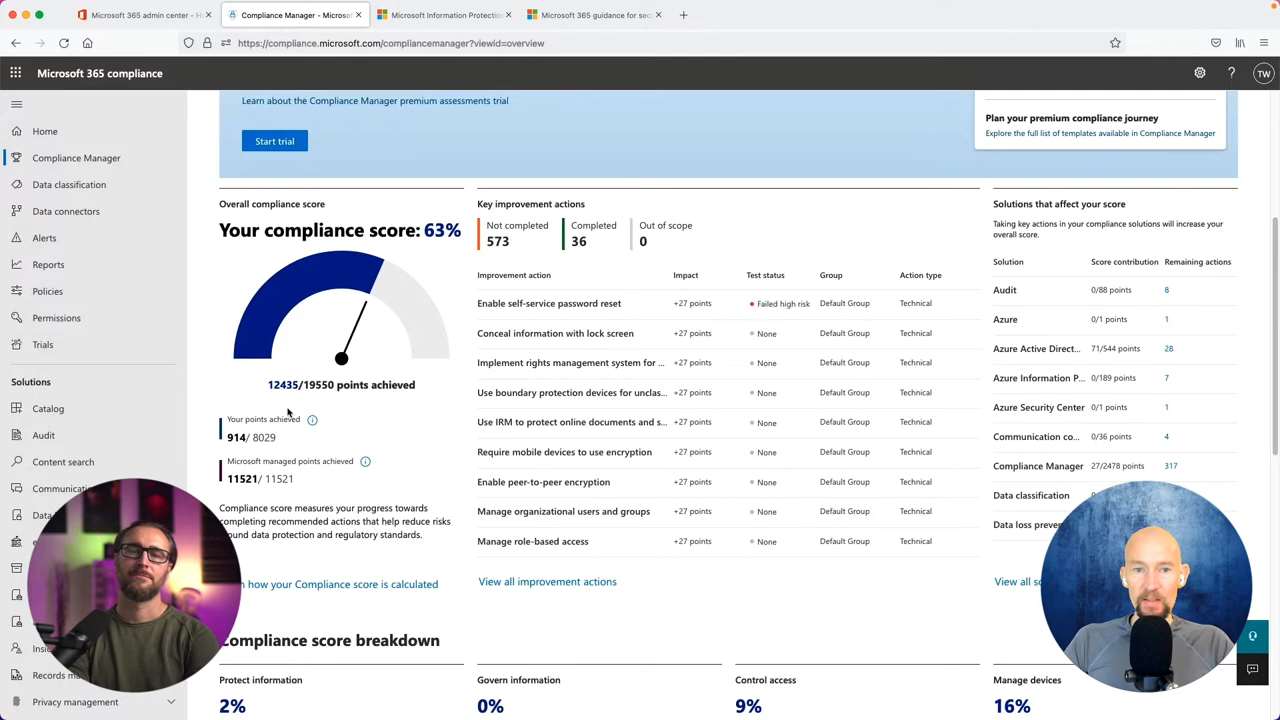 Microsoft 365 admin center - H
Compliance Manager - Microsof
Microsoft Information Protection
Microsoft 365 guidance for sec
https://compliance.microsoft.com/compliancemanager?viewid=overview
Microsoft 365 compliance
TW
Home
Compliance Manager
Data classification
Data connectors
Alerts
Reports
Policies
Permissions
Trials
Solutions
Catalog
Audit
Content search
Communicatio
Data
Records m
Privacy management
Learn about the Compliance Manager premium assessments trial
Start trial
Plan your premium compliance journey
Explore the full list of templates available in Compliance Manager
Overall compliance score
Your compliance score: 63%
12435/19550 points achieved
Your points achieved
914/ 8029
Microsoft managed points achieved
11521/ 11521
Compliance score measures your progress towards
completing recommended actions that help reduce risks
ound data protection and regulatory standards.
n how your Compliance score is calculated
Key improvement actions
Not completed Completed Out of scope
573 36 0
Improvement action Impact Test status Group Action type
Enable self-service password reset +27 points Failed high risk Default Group Technical
Conceal information with lock screen +27 points None Default Group Technical
Implement rights management system for ... +27 points None Default Group Technical
Use boundary protection devices for unclas... +27 points None Default Group Technical
Use IRM to protect online documents and s... +27 points None Default Group Technical
Require mobile devices to use encryption +27 points None Default Group Technical
Enable peer-to-peer encryption +27 points None Default Group Technical
Manage organizational users and groups +27 points None Default Group Technical
Manage role-based access +27 points None Default Group Technical
View all improvement actions
Solutions that affect your score
Taking key actions in your compliance solutions will increase your
overall score.
Solution Score contribution Remaining actions
Audit 0/88 points 8
Azure 0/1 points 1
Azure Active Direct... 71/544 points 28
Azure Information P... 0/189 points 7
Azure Security Center 0/1 points 1
Communication co... 0/36 points 4
Compliance Manager 27/2478 points 317
Data classification
Data loss preven
View all so
Compliance score breakdown
Protect information
2%
Govern information
0%
Control access
9%
Manage devices
16%